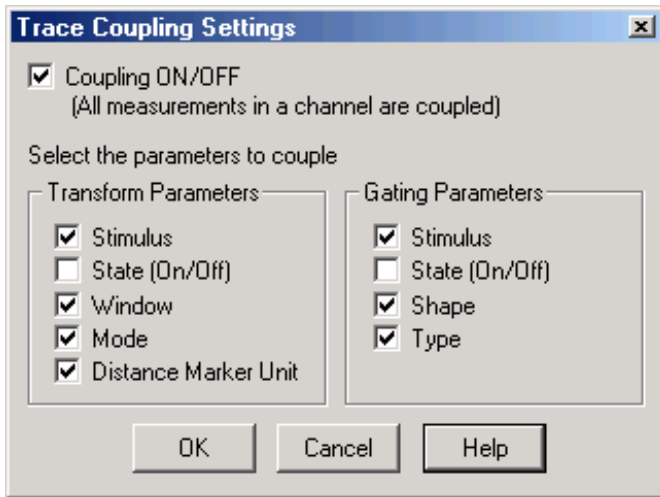 Trace Coupling Settings
Coupling ON/OFF
(All measurements in a channel are coupled)
Select the parameters to couple
Transform Parameters
Stimulus
State (On/Off)
Window
Mode
Distance Marker Unit
Gating Parameters
Stimulus
State (On/Off)
Shape
Type
OK
Cancel
Help